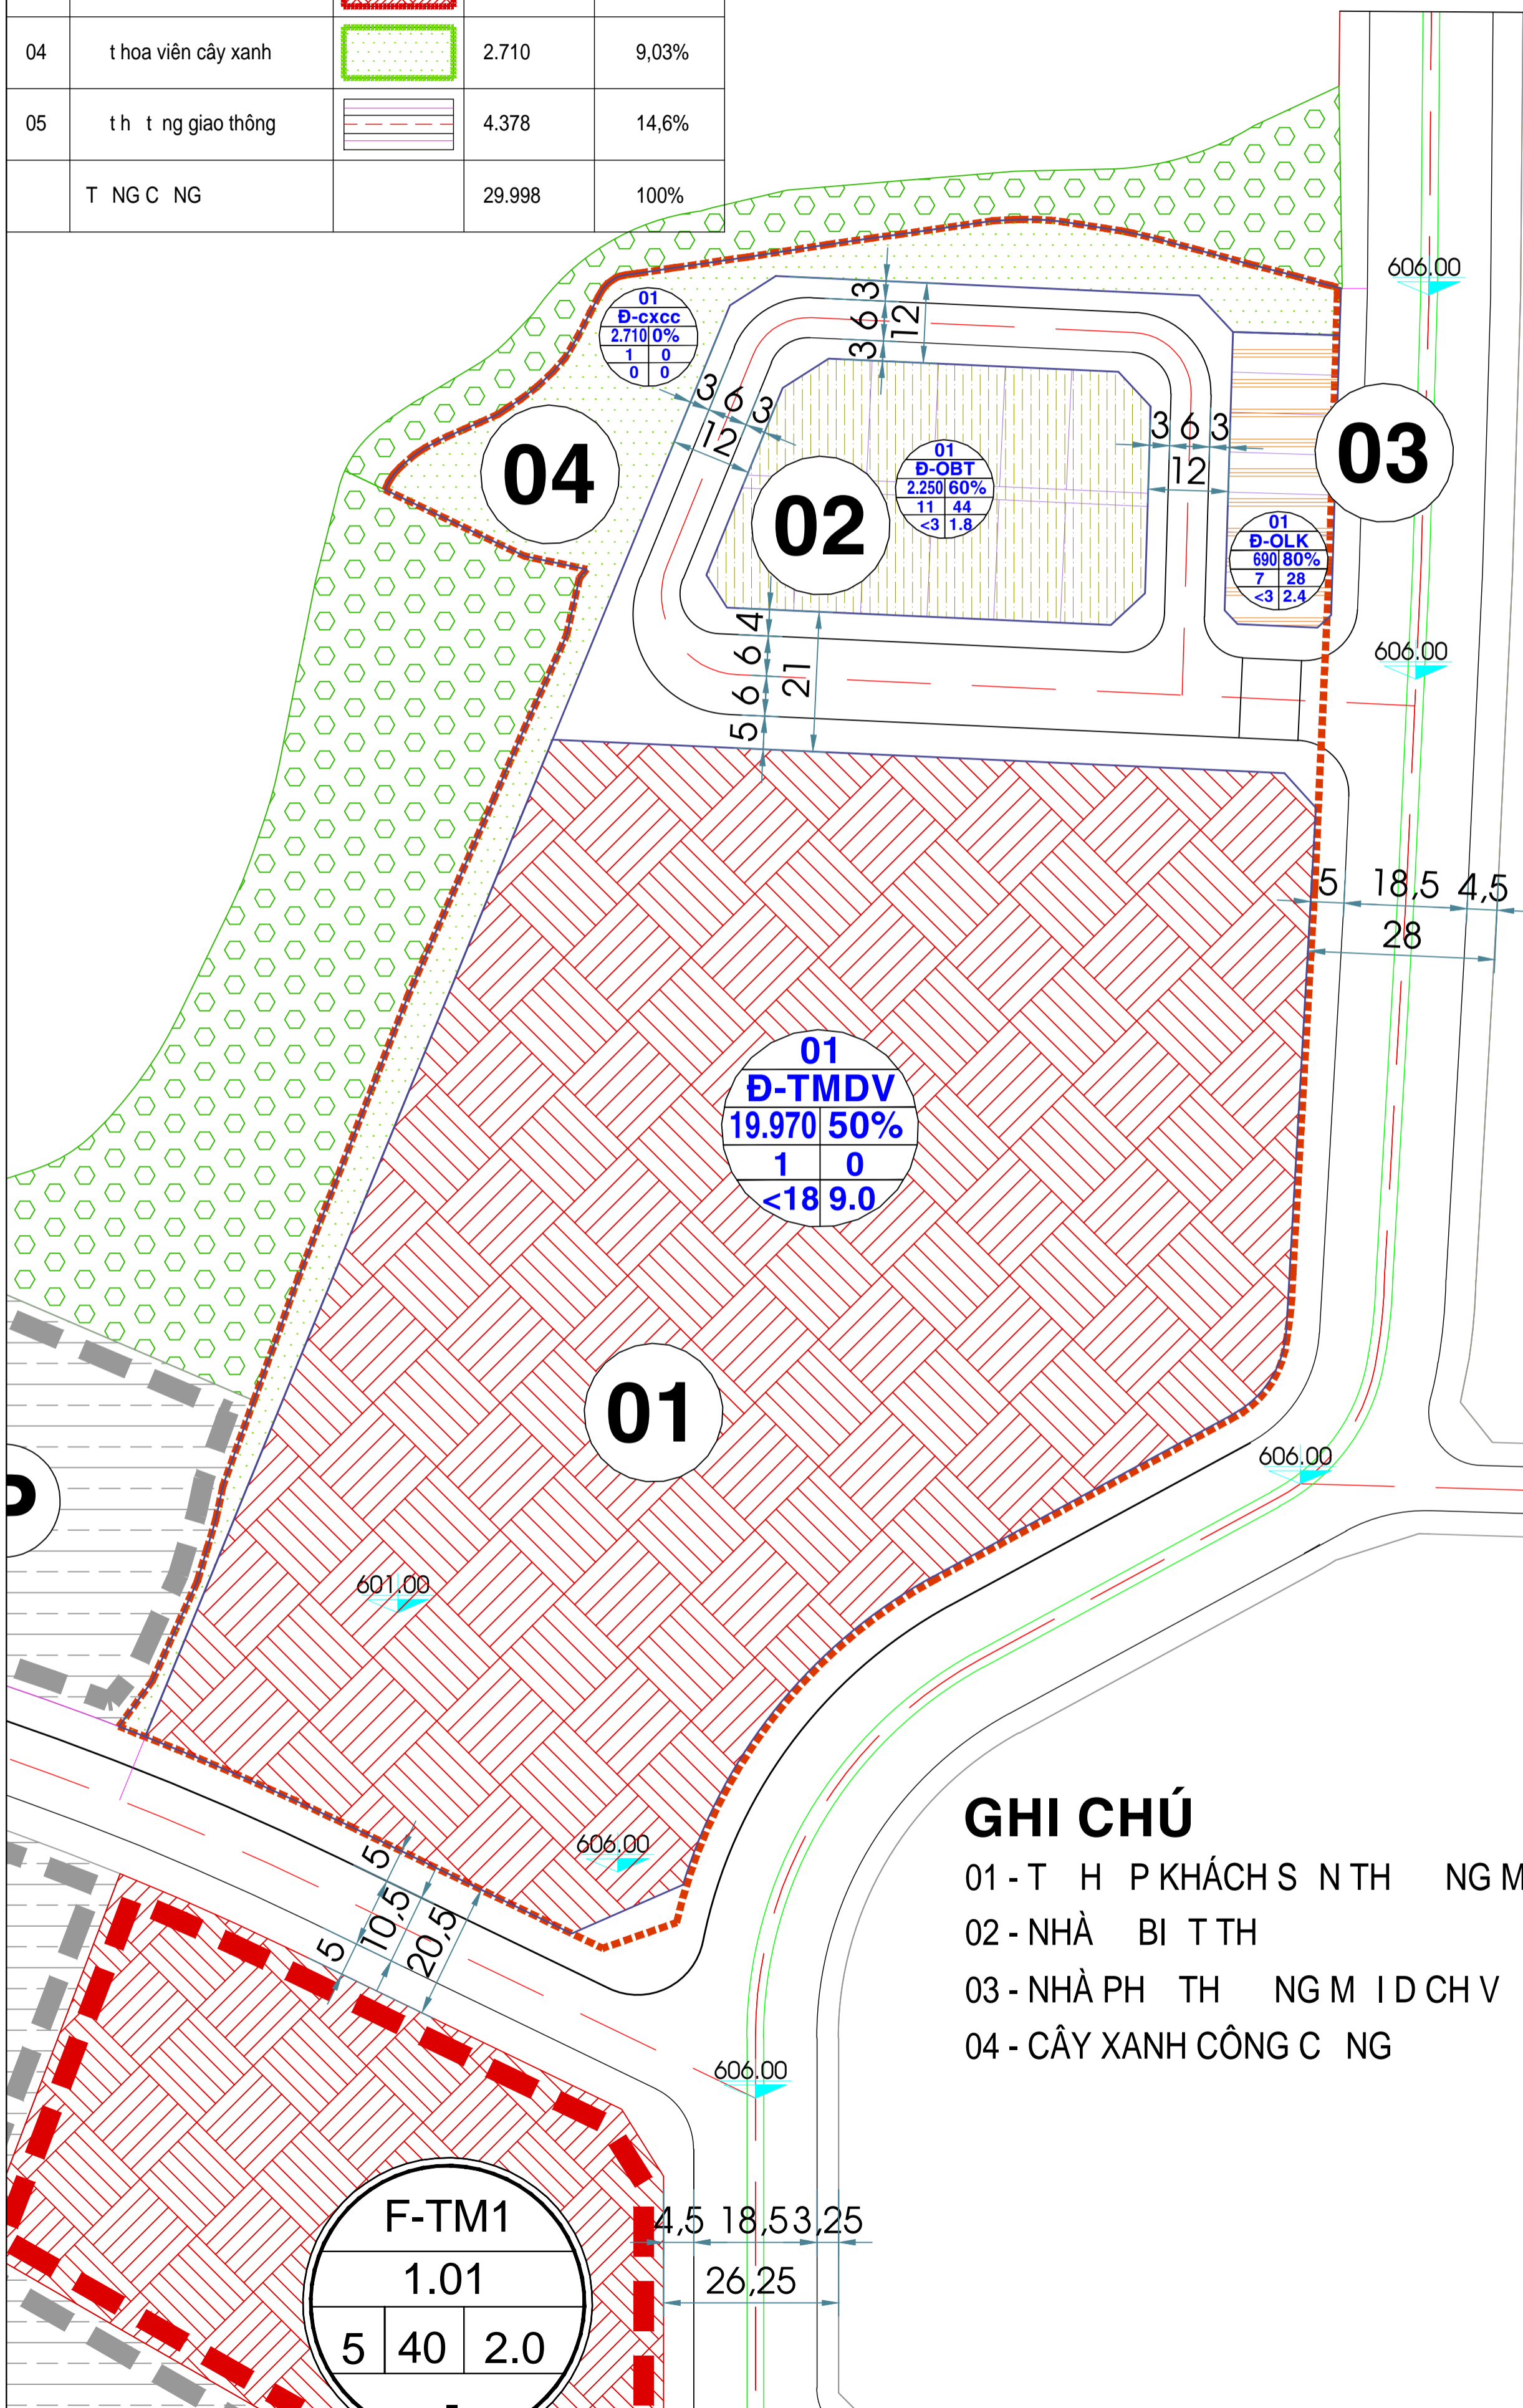 04 t hoa viên cây xanh 2.710 9,03%
05 t h t ng giao thông 4.378 14,6%
T NG C NG 29.998 100%
606.00
01
Đ-cxcc
2.710 0%
1 0
0 0
3
6
3
12
3 6 3
12
04
02
01
Đ-OBT
2.250 60%
11 44
<3 1.8
3 6 3
12
03
01
Đ-OLK
690 80%
7 28
<3 2.4
4
6
6
5
21
606.00
5 18,5 4,5
28
01
Đ-TMDV
19.970 50%
1 0
<18 9.0
01
606.00
P
601.00
606.00
5
10,5
5
20,5
GHI CHÚ
01 - T H P KHÁCH S N TH NG M
02 - NHÀ BI T TH
03 - NHÀ PH TH NG M I D CH V
04 - CÂY XANH CÔNG C NG
606.00
4,5 18,5 3,25
26,25
F-TM1
1.01
5 40 2.0